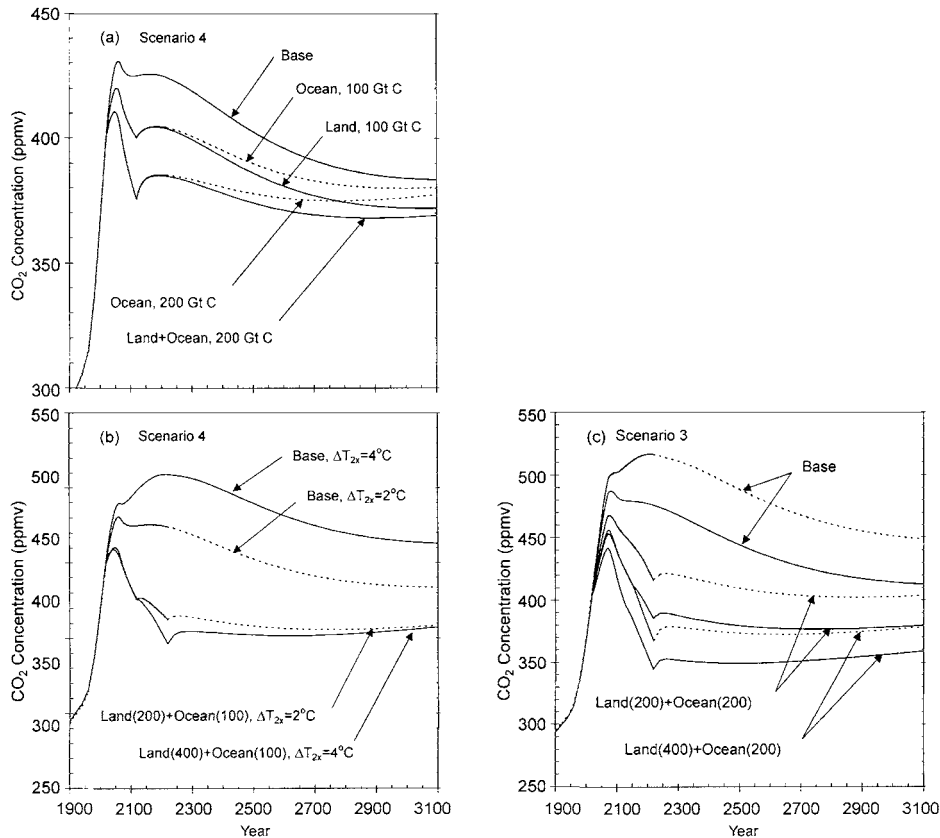 450
(a) Scenario 4
Base
Ocean, 100 Gt C
Land, 100 Gt C
400
CO2 Concentration (ppmv)
350
Ocean, 200 Gt C
Land+Ocean, 200 Gt C
300
550
(b) Scenario 4
Base, ΔT2x=4°C
500
Base, ΔT2x=2°C
450
400
CO2 Concentration (ppmv)
350
Land(200)+Ocean(100), ΔT2x=2°C
300
Land(400)+Ocean(100), ΔT2x=4°C
250
1900 2100 2300 2500 2700 2900 3100
Year
550
(c) Scenario 3
Base
500
450
400
CO2 Concentration (ppmv)
350
Land(200)+Ocean(200)
300
Land(400)+Ocean(200)
250
1900 2100 2300 2500 2700 2900 3100
Year